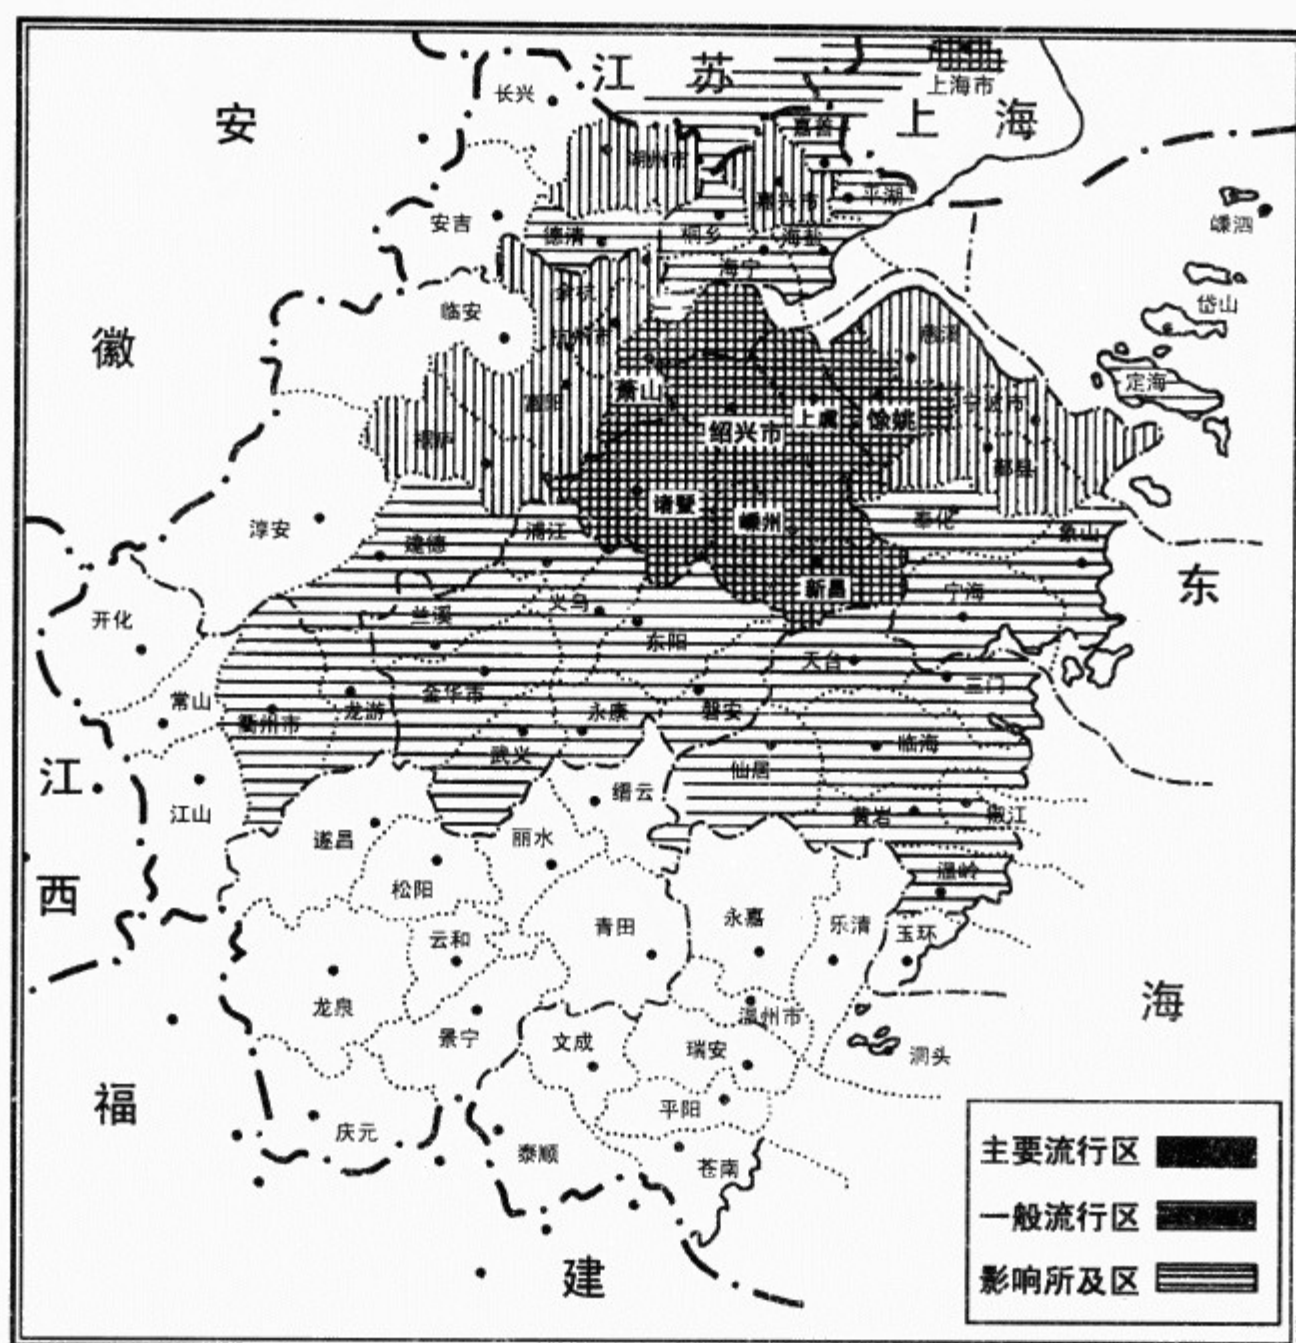 江 苏
上海市
长兴
安
嘉善
上 海
湖州市
嘉兴市
平湖
嵊泗
安吉
德清
桐乡
海盐
海宁
岱山
余杭
临安
杭州市
慈溪
徽
定海
萧山
富阳
上虞
馀姚
宁波市
绍兴市
桐庐
鄞县
诸暨
嵊州
奉化
淳安
浦江
建德
象山
东
新昌
宁海
义乌
开化
兰溪
东阳
天台
三门
常山
金华市
龙游
永康
磐安
衢州市
临海
武兴
仙居
江
缙云
江山
黄岩
椒江
遂昌
丽水
温岭
西
松阳
青田
永嘉
乐清
玉环
云和
海
龙泉
温州市
景宁
文成
瑞安
洞头
福
平阳
庆元
泰顺
苍南
建
主要流行区
一般流行区
影响所及区